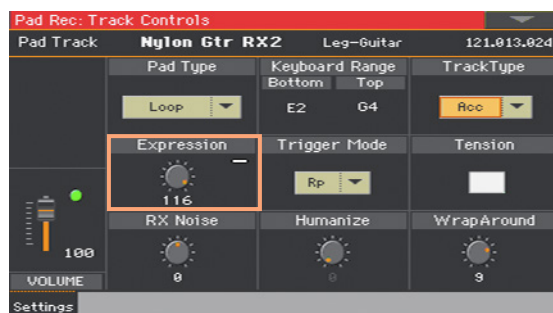 Pad Rec: Track Controls
Pad Track Nylon Gtr RX2 Leg-Guitar 121.013.024
Pad Type Keyboard Range TrackType
Bottom Top
Loop E2 G4 Acc
Expression Trigger Mode Tension
Rp
116
RX Noise Humanize WrapAround
100
0 0 9
VOLUME
Settings